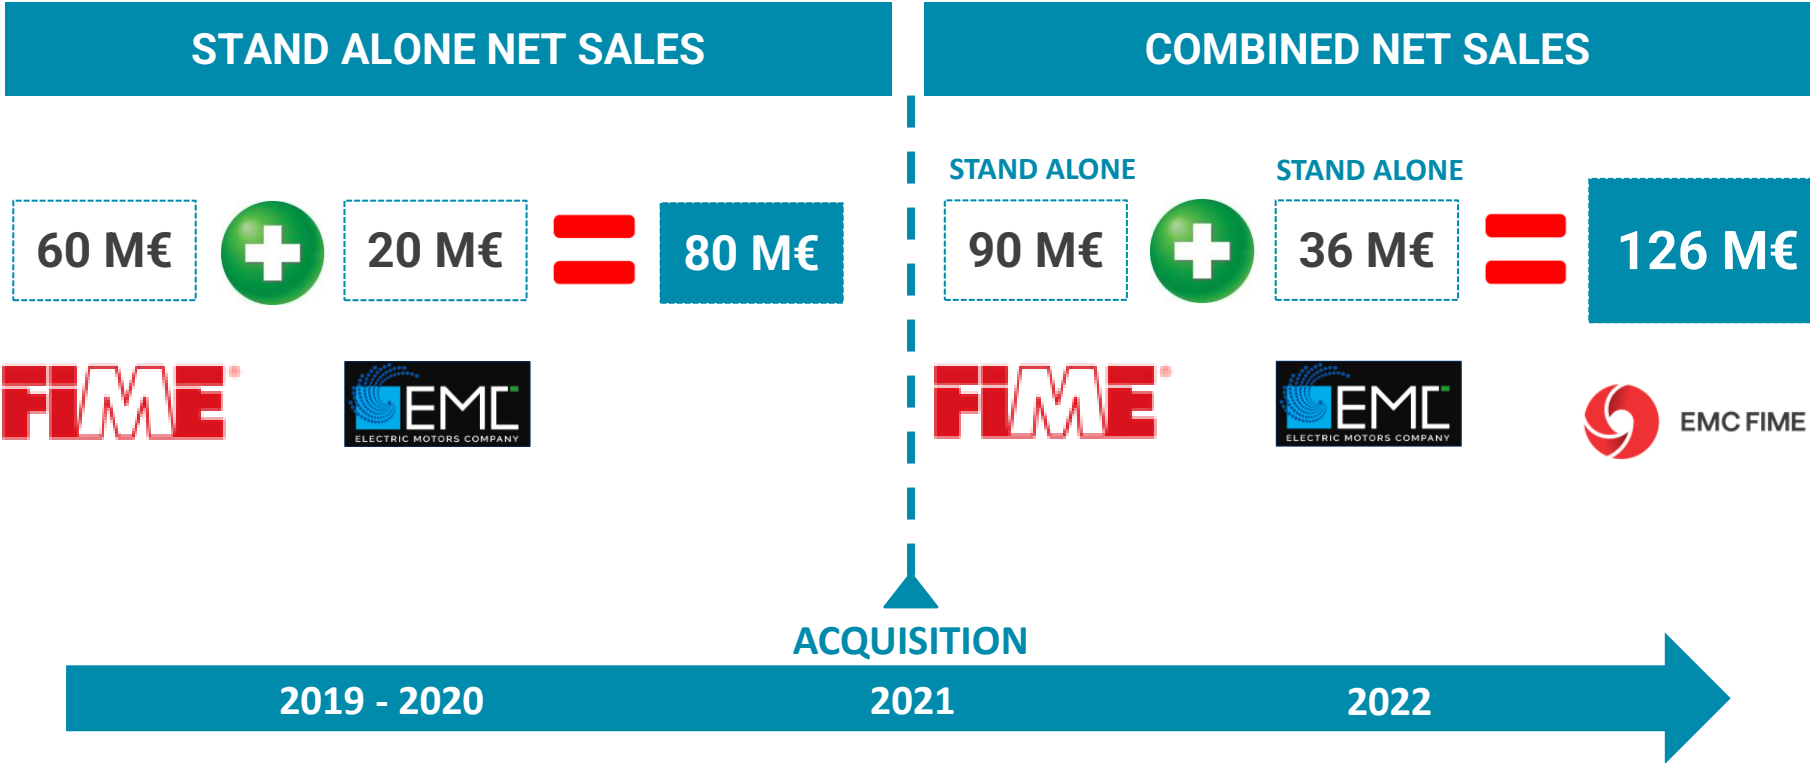 STAND ALONE NET SALES
COMBINED NET SALES
STAND ALONE
STAND ALONE
60 M€
20 M€
80 M€
90 M€
36 M€
126 M€
FiME®
EMC
ELECTRIC MOTORS COMPANY
FiME®
EMC
ELECTRIC MOTORS COMPANY
EMC FIME
ACQUISITION
2019 - 2020
2021
2022